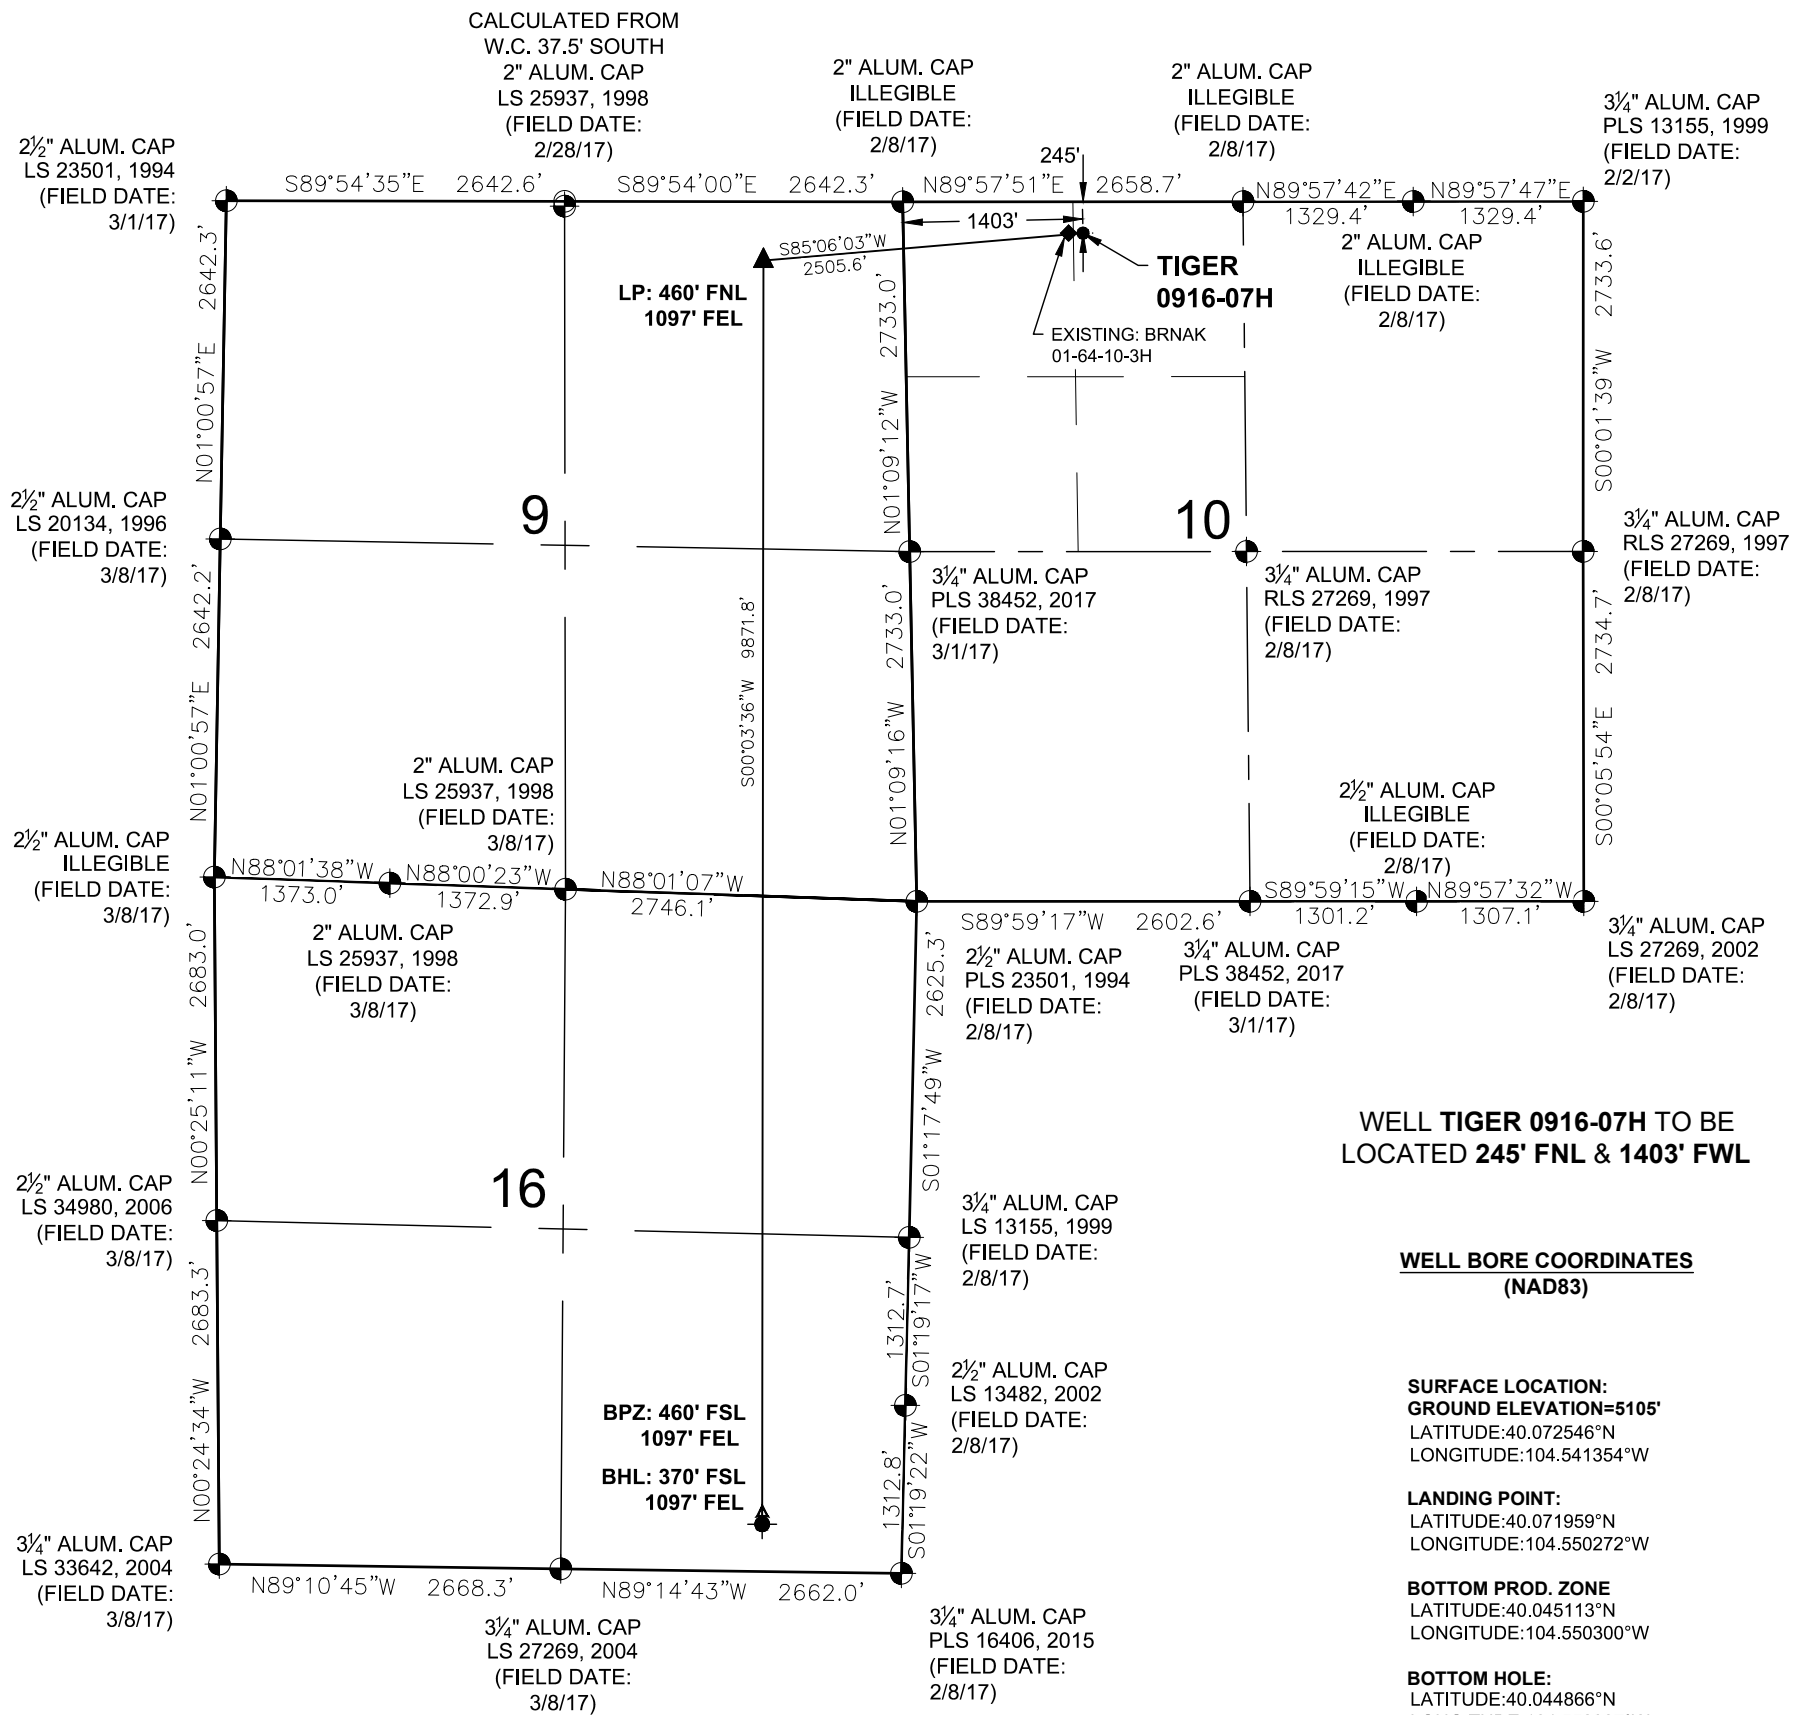 CALCULATED FROM
W.C. 37.5' SOUTH
2" ALUM. CAP
LS 25937, 1998
(FIELD DATE:
2/28/17)
2" ALUM. CAP
ILLEGIBLE
(FIELD DATE:
2/8/17)
2" ALUM. CAP
ILLEGIBLE
(FIELD DATE:
2/8/17)
3¼" ALUM. CAP
PLS 13155, 1999
(FIELD DATE:
2/2/17)
2½" ALUM. CAP
LS 23501, 1994
(FIELD DATE:
3/1/17)
S89°54'35"E 2642.6'
S89°54'00"E 2642.3'
N89°57'51"E 2658.7'
N89°57'42"E
1329.4'
N89°57'47"E
1329.4'
245'
1403'
S85°06'03"W
2505.6'
TIGER
0916-07H
2" ALUM. CAP
ILLEGIBLE
(FIELD DATE:
2/8/17)
LP: 460' FNL
1097' FEL
EXISTING: BRNAK
01-64-10-3H
N01°00'57"E 2642.3'
N01°09'12"W 2733.0'
S00°01'39"W 2733.6'
9
10
2½" ALUM. CAP
LS 20134, 1996
(FIELD DATE:
3/8/17)
3¼" ALUM. CAP
PLS 38452, 2017
(FIELD DATE:
3/1/17)
3¼" ALUM. CAP
RLS 27269, 1997
(FIELD DATE:
2/8/17)
3¼" ALUM. CAP
RLS 27269, 1997
(FIELD DATE:
2/8/17)
N01°00'57"E 2642.2'
S00°03'36"W 9871.8'
N01°09'16"W 2733.0'
S00°05'54"E 2734.7'
2" ALUM. CAP
LS 25937, 1998
(FIELD DATE:
3/8/17)
2½" ALUM. CAP
ILLEGIBLE
(FIELD DATE:
2/8/17)
2½" ALUM. CAP
ILLEGIBLE
(FIELD DATE:
3/8/17)
N88°01'38"W
1373.0'
N88°00'23"W
1372.9'
N88°01'07"W
2746.1'
S89°59'17"W 2602.6'
S89°59'15"W
1301.2'
N89°57'32"W
1307.1'
2" ALUM. CAP
LS 25937, 1998
(FIELD DATE:
3/8/17)
2½" ALUM. CAP
PLS 23501, 1994
(FIELD DATE:
2/8/17)
3¼" ALUM. CAP
PLS 38452, 2017
(FIELD DATE:
3/1/17)
3¼" ALUM. CAP
LS 27269, 2002
(FIELD DATE:
2/8/17)
N00°25'11"W 2683.0'
S01°17'49"W 2625.3'
WELL TIGER 0916-07H TO BE
LOCATED 245' FNL & 1403' FWL
16
2½" ALUM. CAP
LS 34980, 2006
(FIELD DATE:
3/8/17)
3¼" ALUM. CAP
LS 13155, 1999
(FIELD DATE:
2/8/17)
WELL BORE COORDINATES
(NAD83)
N00°24'34"W 2683.3'
1312.7'
S01°19'17"W
2½" ALUM. CAP
LS 13482, 2002
(FIELD DATE:
2/8/17)
BPZ: 460' FSL
1097' FEL
BHL: 370' FSL
1097' FEL
1312.8'
S01°19'22"W
SURFACE LOCATION:
GROUND ELEVATION=5105'
LATITUDE:40.072546°N
LONGITUDE:104.541354°W
LANDING POINT:
LATITUDE:40.071959°N
LONGITUDE:104.550272°W
3¼" ALUM. CAP
LS 33642, 2004
(FIELD DATE:
3/8/17)
N89°10'45"W 2668.3'
N89°14'43"W 2662.0'
BOTTOM PROD. ZONE
LATITUDE:40.045113°N
LONGITUDE:104.550300°W
3¼" ALUM. CAP
LS 27269, 2004
(FIELD DATE:
3/8/17)
3¼" ALUM. CAP
PLS 16406, 2015
(FIELD DATE:
2/8/17)
BOTTOM HOLE:
LATITUDE:40.044866°N